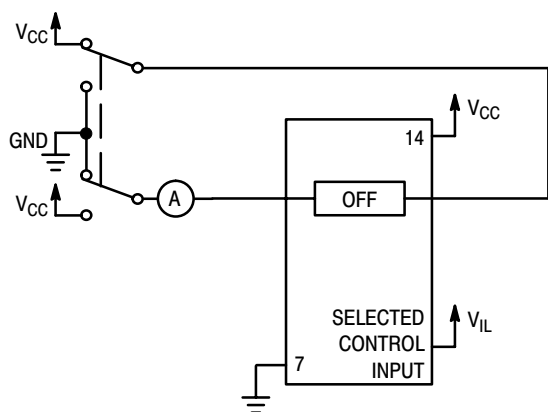 VCC
GND
VCC
A
OFF
14
VCC
SELECTED
CONTROL
INPUT
7
VIL